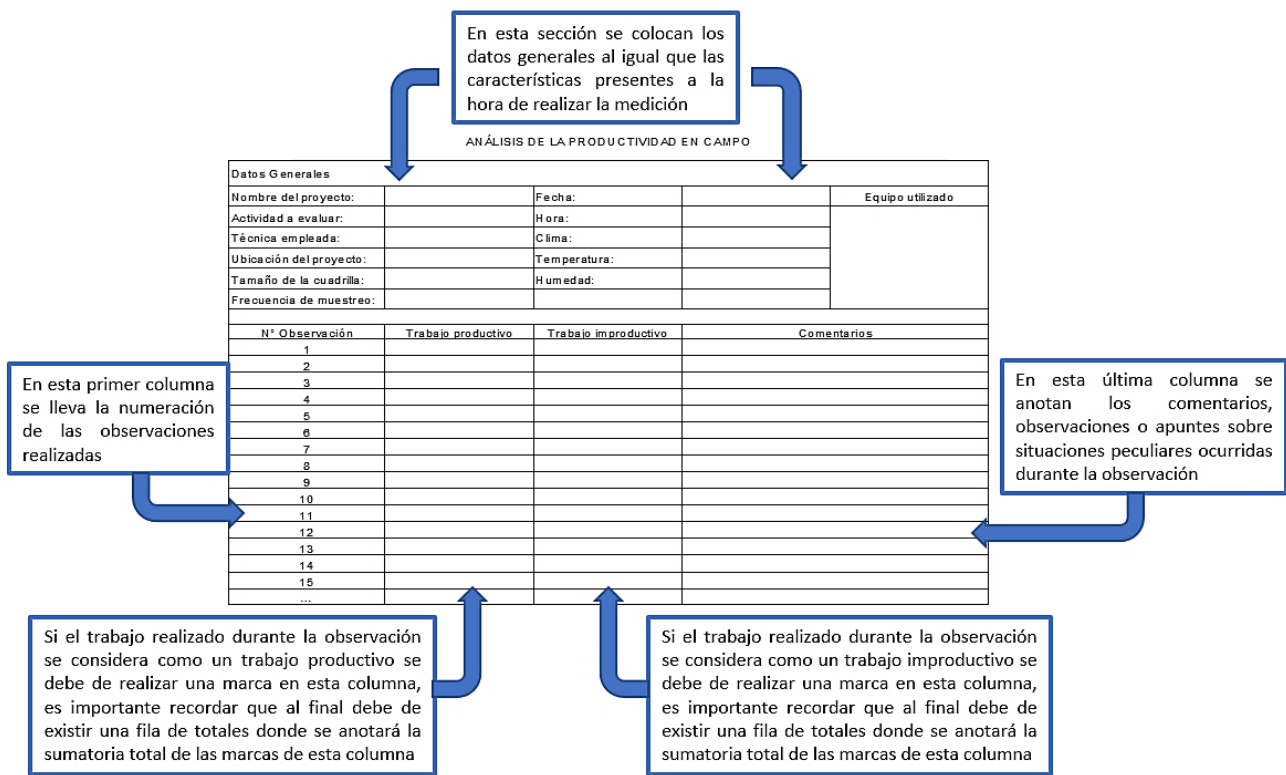 En esta sección se colocan los
datos generales al igual que las
características presentes a la
hora de realizar la medición
ANÁLISIS DE LA PRODUCTIVIDAD EN CAMPO
Datos Generales
Nombre del proyecto: Fecha: Equipo utilizado
Actividad a evaluar: Hora:
Técnica empleada: Clima:
Ubicación del proyecto: Temperatura:
Tamaño de la cuadrilla: Humedad:
Frecuencia de muestreo:
N° Observación Trabajo productivo Trabajo improductivo Comentarios
1
2
3
4
5
6
7
8
9
10
11
12
13
14
15
...
En esta primer columna
se lleva la numeración
de las observaciones
realizadas
En esta última columna se
anotan los comentarios,
observaciones o apuntes sobre
situaciones peculiares ocurridas
durante la observación
Si el trabajo realizado durante la observación
se considera como un trabajo productivo se
debe de realizar una marca en esta columna,
es importante recordar que al final debe de
existir una fila de totales donde se anotará la
sumatoria total de las marcas de esta columna
Si el trabajo realizado durante la observación
se considera como un trabajo improductivo se
debe de realizar una marca en esta columna,
es importante recordar que al final debe de
existir una fila de totales donde se anotará la
sumatoria total de las marcas de esta columna